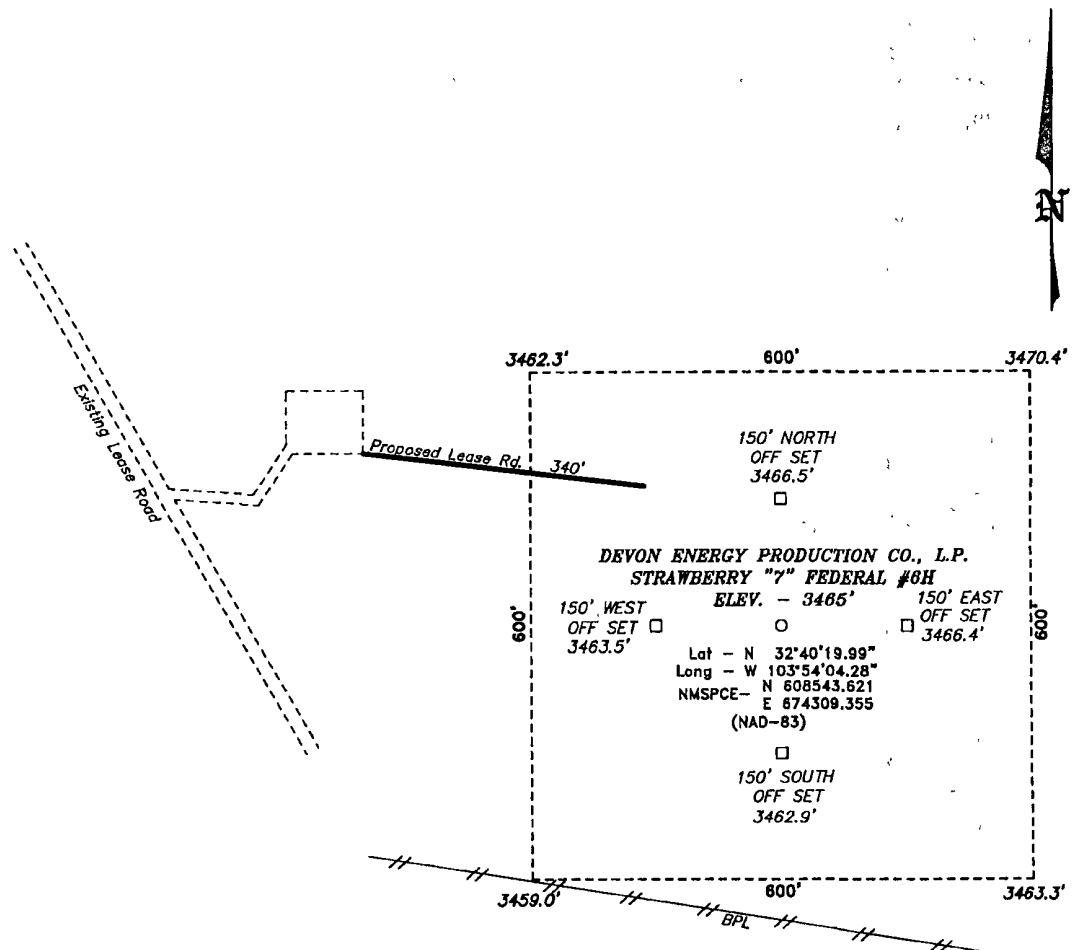 N
3462.3'
600'
3470.4'
Existing Lease Road
Proposed Lease Rd.
340'
150' NORTH
OFF SET
3466.5'
DEVON ENERGY PRODUCTION CO., L.P.
STRAWBERRY "7" FEDERAL #6H
ELEV. - 3465'
150' WEST
OFF SET
3463.5'
150' EAST
OFF SET
3466.4'
600'
600'
Lat - N 32°40'19.99"
Long - W 103°54'04.28"
NMSPCE- N 608543.621
E 674309.355
(NAD-83)
150' SOUTH
OFF SET
3462.9'
3459.0'
600'
3463.3'
BPL